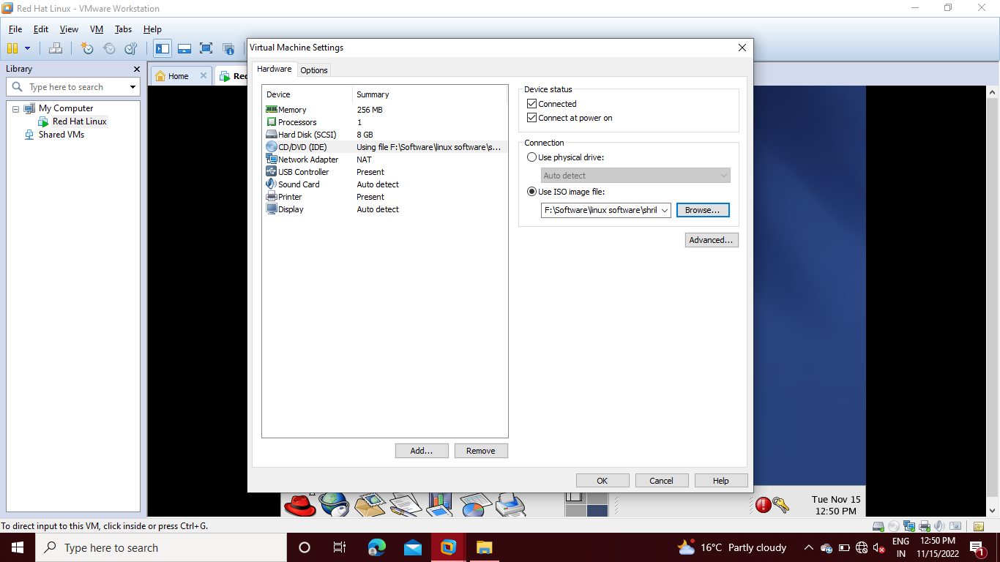 Red Hat Linux - VMware Workstation
File Edit View VM Tabs Help
Library
Type here to search
My Computer
Red Hat Linux
Shared VMs
Home
Red
Virtual Machine Settings
Hardware Options
Device Summary
Memory 256 MB
Processors 1
Hard Disk (SCSI) 8 GB
CD/DVD (IDE) Using file F:\Software\linux software\s...
Network Adapter NAT
USB Controller Present
Sound Card Auto detect
Printer Present
Display Auto detect
Add... Remove
Device status
Connected
Connect at power on
Connection
Use physical drive:
Auto detect
Use ISO image file:
F:\Software\linux software\shril
Browse...
Advanced...
OK Cancel Help
Tue Nov 15
12:50 PM
To direct input to this VM, click inside or press Ctrl+G.
Type here to search
16°C Partly cloudy
ENG
IN
12:50 PM
11/15/2022
1